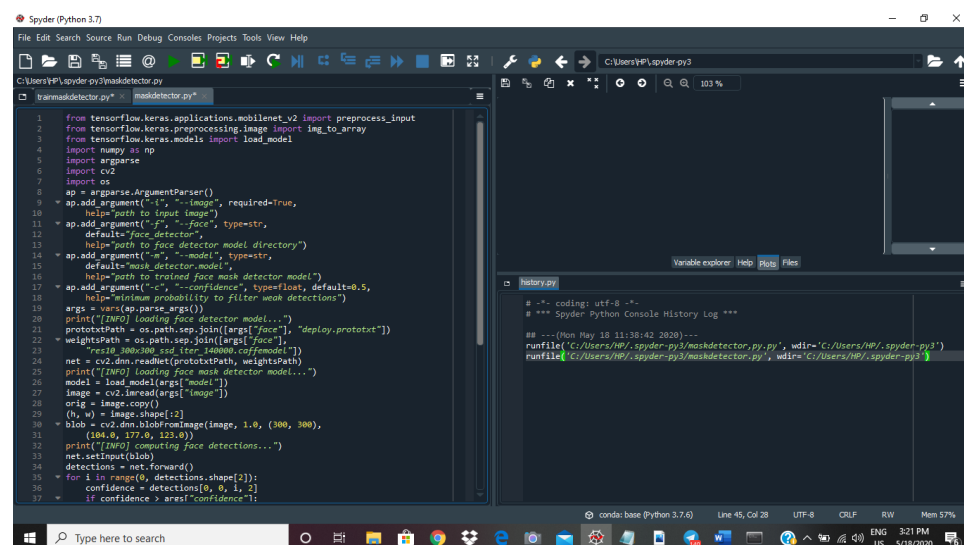 Spyder (Python 3.7)
File Edit Search Source Run Debug Consoles Projects Tools View Help
C:\Users\HP\.spyder-py3
C:\Users\HP\.spyder-py3\maskdetector.py
trainmaskdetector.py*
maskdetector.py*
103 %
1 from tensorflow.keras.applications.mobilenet_v2 import preprocess_input
2 from tensorflow.keras.preprocessing.image import img_to_array
3 from tensorflow.keras.models import load_model
4 import numpy as np
5 import argparse
6 import cv2
7 import os
8 ap = argparse.ArgumentParser()
9 ap.add_argument("-i", "--image", required=True,
10 help="path to input image")
11 ap.add_argument("-f", "--face", type=str,
12 default="face_detector",
13 help="path to face detector model directory")
14 ap.add_argument("-m", "--model", type=str,
15 default="mask_detector.model",
16 help="path to trained face mask detector model")
17 ap.add_argument("-c", "--confidence", type=float, default=0.5,
18 help="minimum probability to filter weak detections")
19 args = vars(ap.parse_args())
20 print("[INFO] loading face detector model...")
21 prototxtPath = os.path.sep.join([args["face"], "deploy.prototxt"])
22 weightsPath = os.path.sep.join([args["face"],
23 "res10_300x300_ssd_iter_140000.caffemodel"])
24 net = cv2.dnn.readNet(prototxtPath, weightsPath)
25 print("[INFO] loading face mask detector model...")
26 model = load_model(args["model"])
27 image = cv2.imread(args["image"])
28 orig = image.copy()
29 (h, w) = image.shape[:2]
30 blob = cv2.dnn.blobFromImage(image, 1.0, (300, 300),
31 (104.0, 177.0, 123.0))
32 print("[INFO] computing face detections...")
33 net.setInput(blob)
34 detections = net.forward()
35 for i in range(0, detections.shape[2]):
36 confidence = detections[0, 0, i, 2]
37 if confidence > args["confidence"]:
Variable explorer Help Plots Files
history.py
# -*- coding: utf-8 -*-
# *** Spyder Python Console History Log ***
## ---(Mon May 18 11:38:42 2020)---
runfile('C:/Users/HP/.spyder-py3/maskdetector,py.py', wdir='C:/Users/HP/.spyder-py3')
runfile('C:/Users/HP/.spyder-py3/maskdetector.py', wdir='C:/Users/HP/.spyder-py3')
conda: base (Python 3.7.6) Line 45, Col 28 UTF-8 CRLF RW Mem 57%
Type here to search
ENG
US
3:21 PM
5/18/2020